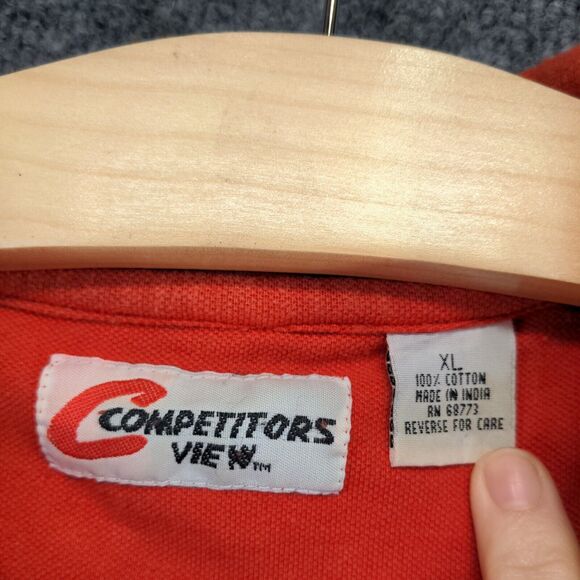 C COMPETITORS
VIEW™
XL
100% COTTON
MADE IN INDIA
RN 68773
REVERSE FOR CARE